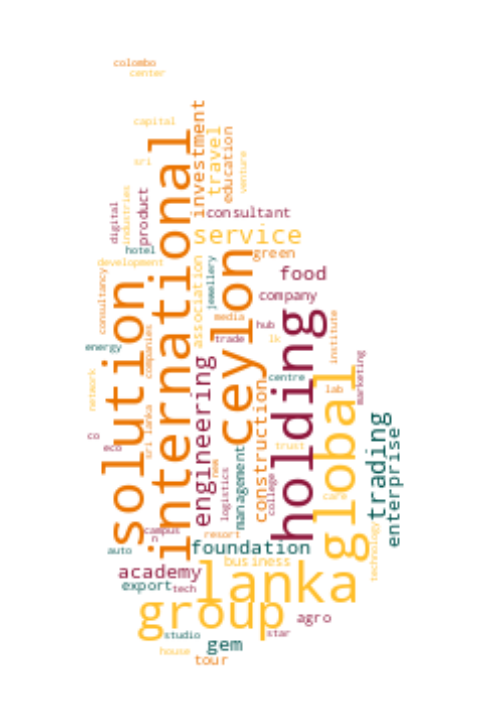 colombo
center
capital
sri
international
investment
travel
education
venture
digital
industries
product
consultant
service
hotel
green
development
consultancy
solution
association
jewellery
ceylon
food
company
media
hub
holding
institute
energy
companies
trade
lk
network
engineering
construction
centre
lab
marketing
global
co
eco
sri lanka
new
logistics
management
college
trust
care
trading
enterprise
technology
campus
n
resort
auto
foundation
business
academy
export
tech
lanka
group
agro
studio
star
gem
house
tour